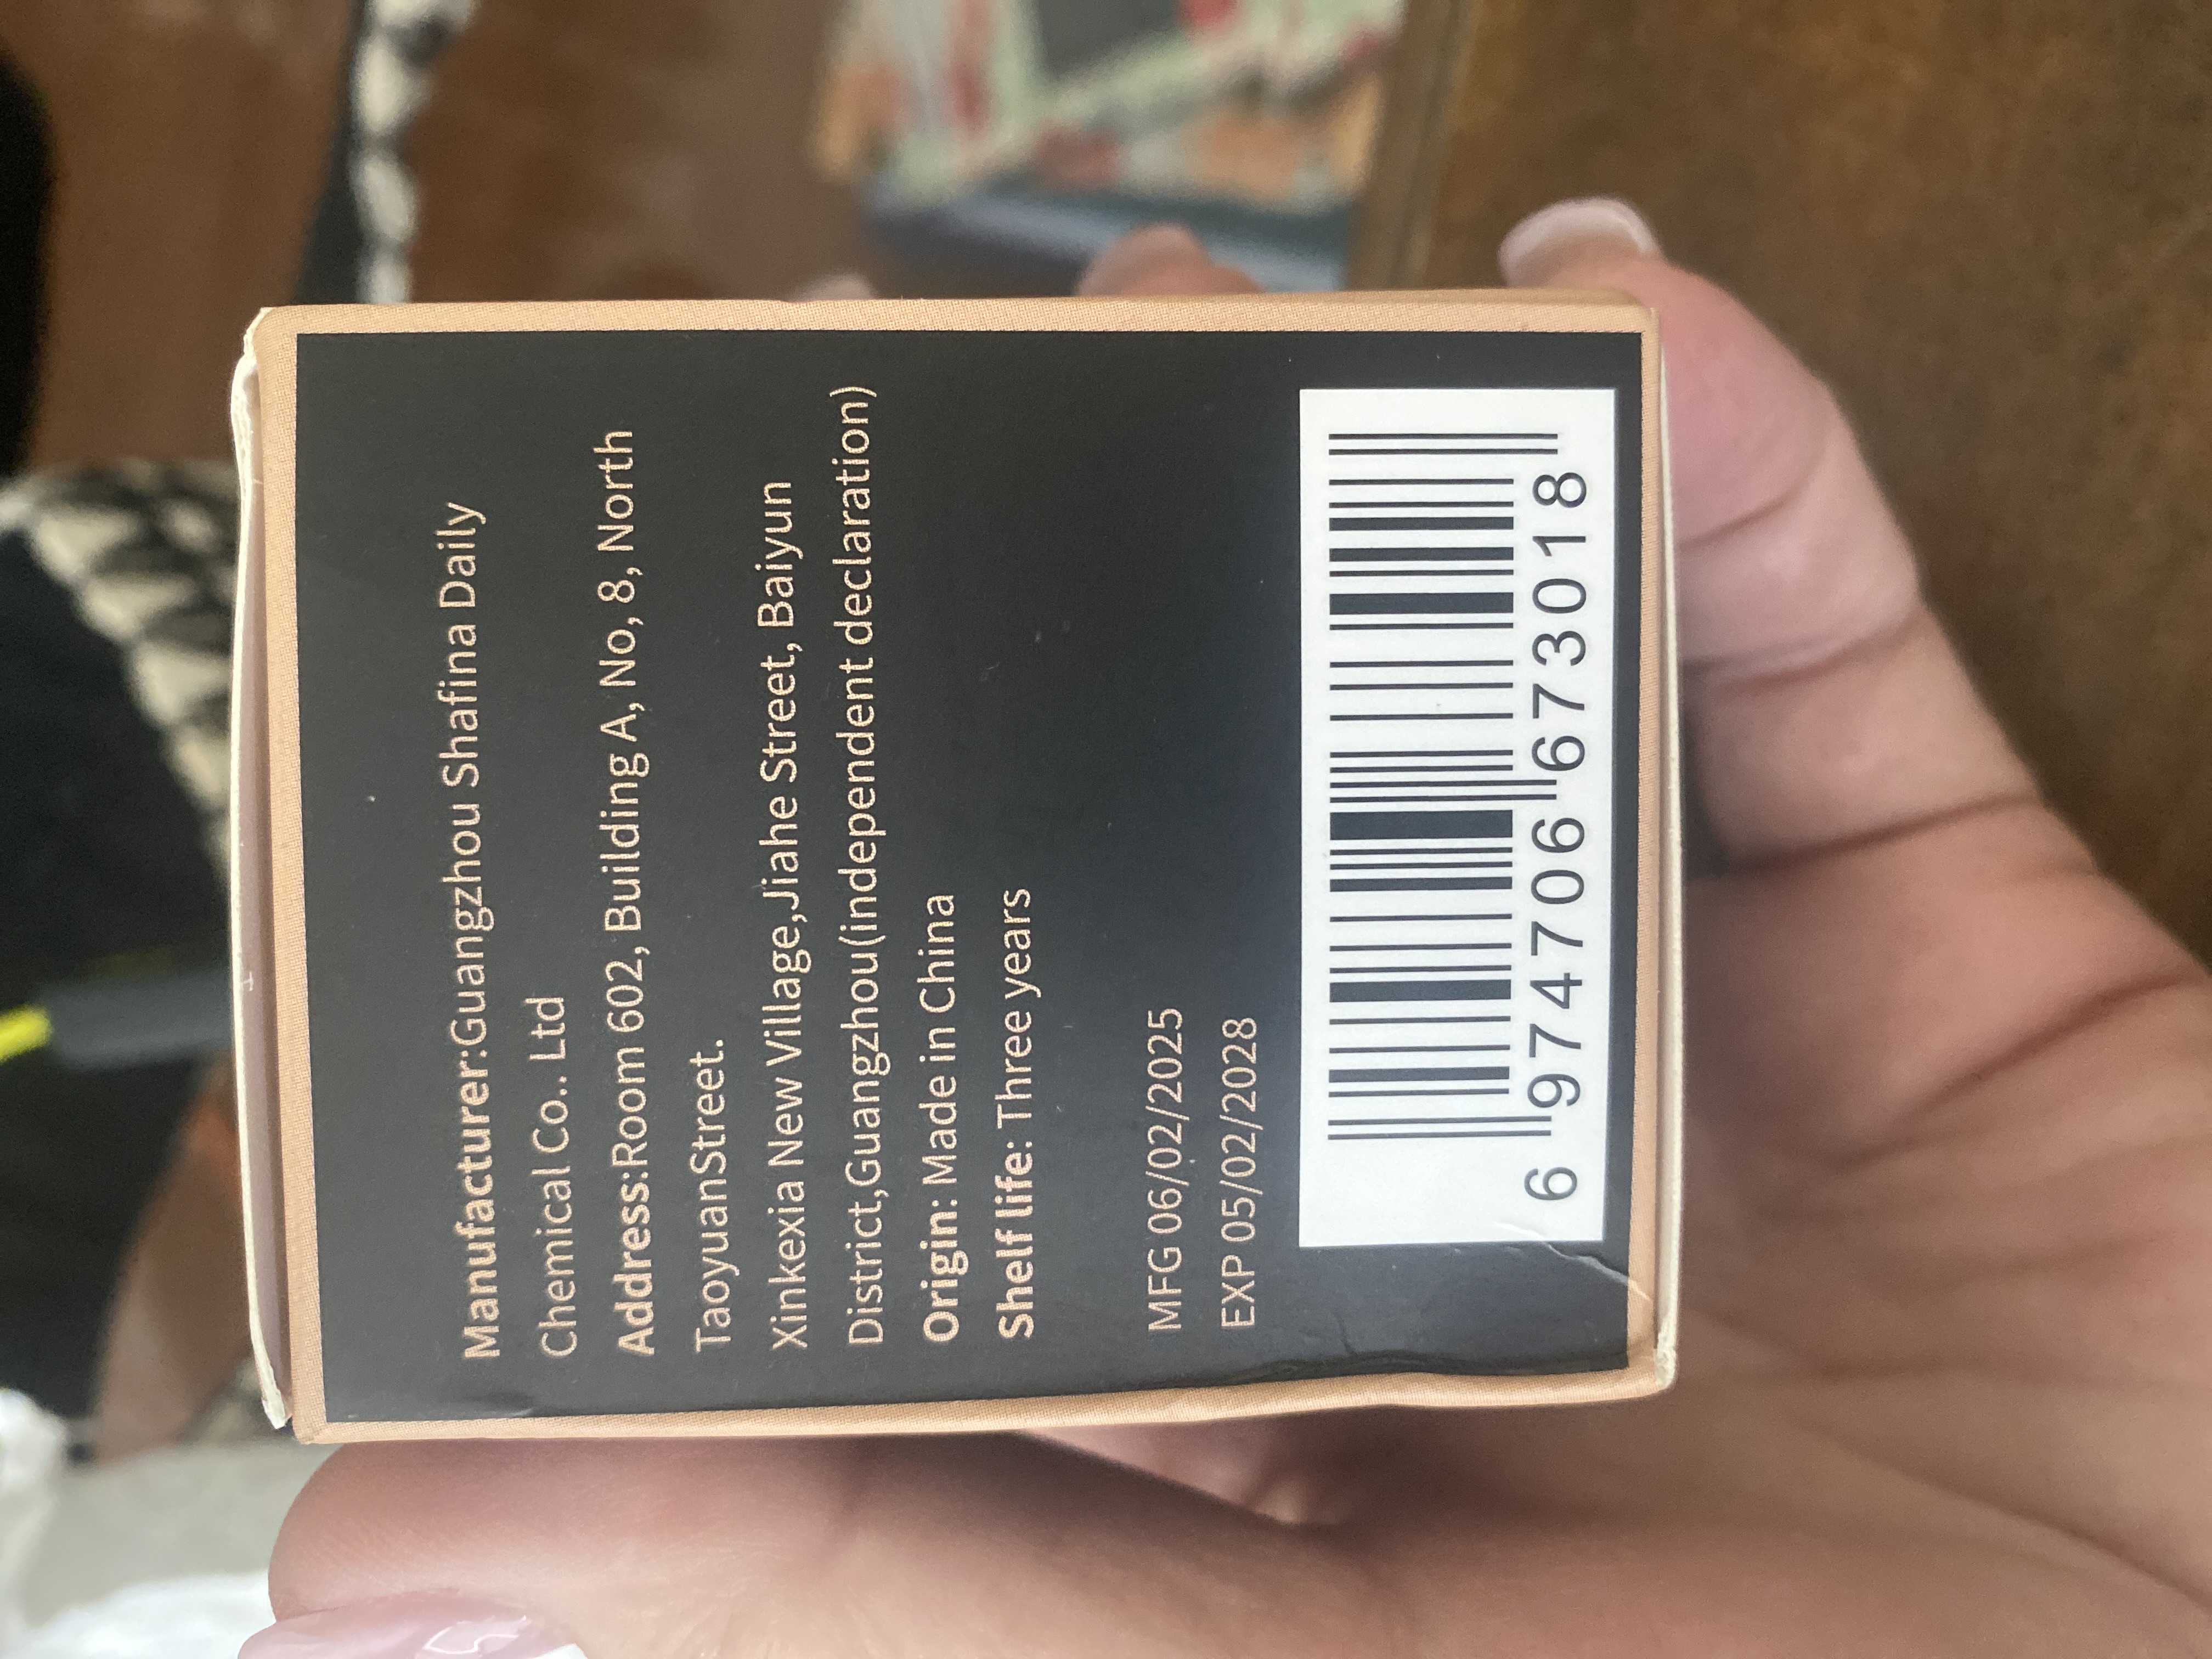 Manufacturer:Guangzhou Shafina Daily
Chemical Co.. Ltd
Address:Room 602, Building A, No, 8, North
TaoyuanStreet.
Xinkexia New Village,Jiahe Street, Baiyun
District,Guangzhou(independent declaration)
Origin: Made in China
Shelf life: Three years
MFG 06/02/2025
EXP 05/02/2028
6 974706 673018